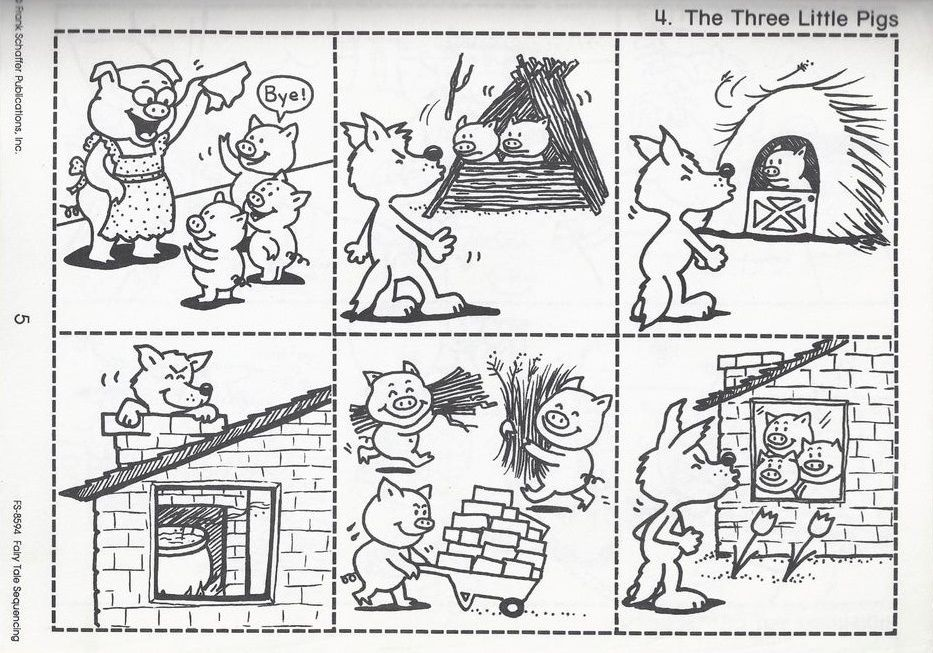 4. The Three Little Pigs
Bye!
Frank Schaffer Publications, Inc.
5
FS-8594 Fairy Tale Sequencing